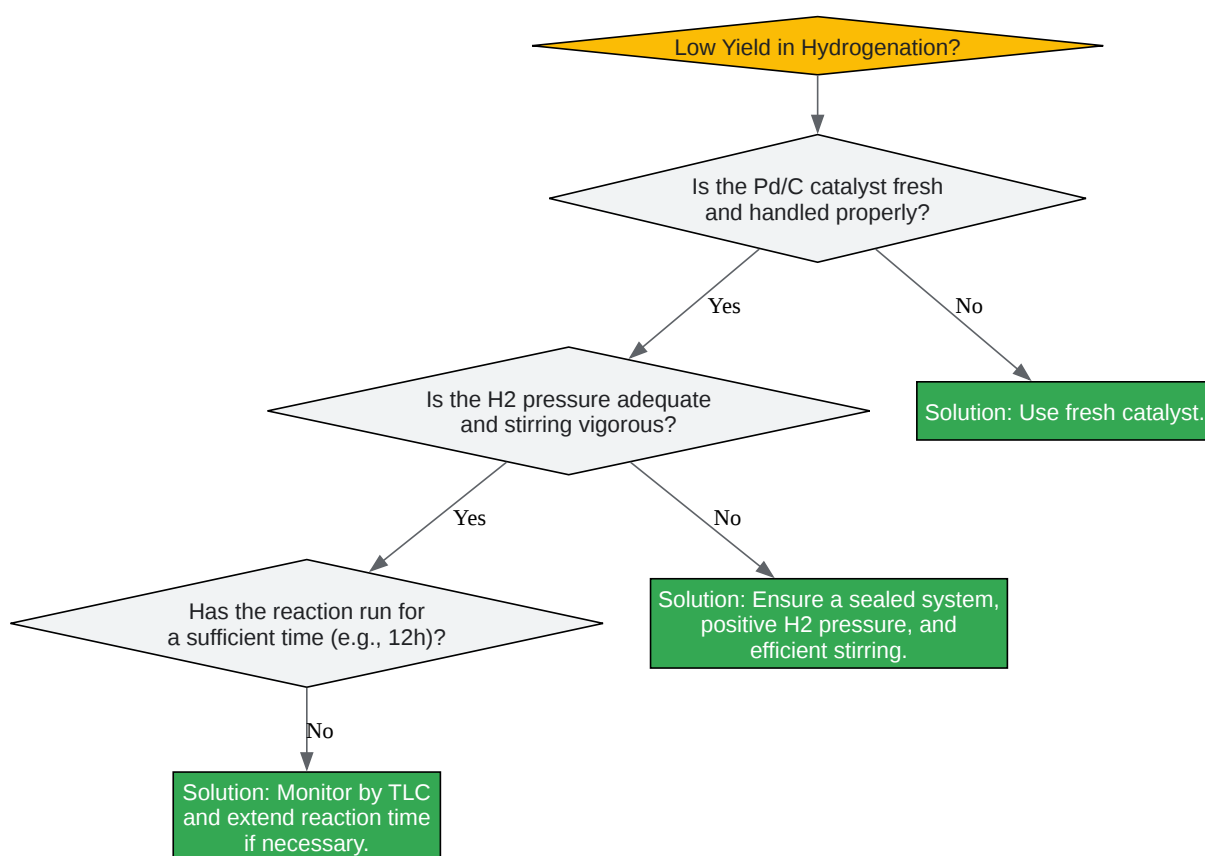 Low Yield in Hydrogenation?
Is the Pd/C catalyst fresh
and handled properly?
Yes
No
Is the H2 pressure adequate
and stirring vigorous?
Solution: Use fresh catalyst.
Yes
No
Has the reaction run for
a sufficient time (e.g., 12h)?
Solution: Ensure a sealed system,
positive H2 pressure, and
efficient stirring.
No
Solution: Monitor by TLC
and extend reaction time
if necessary.